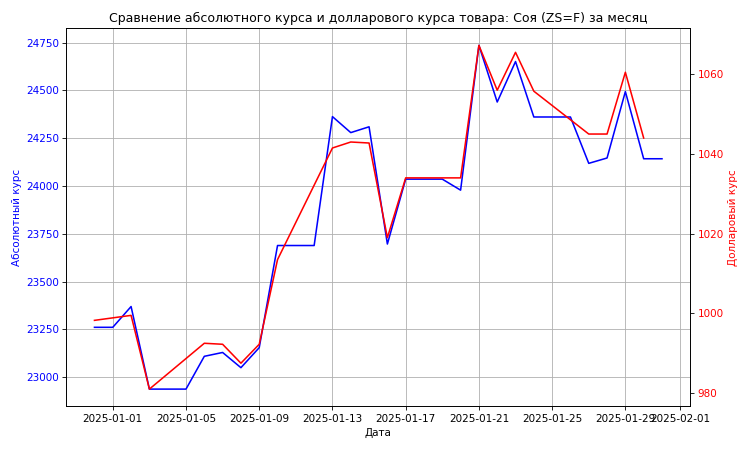 Сравнение абсолютного курса и долларового курса товара: Соя (ZS=F) за месяц
24750
24500
24250
24000
23750
23500
23250
23000
Абсолютный курс
1060
1040
1020
1000
980
Долларовый курс
2025-01-01 2025-01-05 2025-01-09 2025-01-13 2025-01-17 2025-01-21 2025-01-25 2025-01-29 2025-02-01
Дата